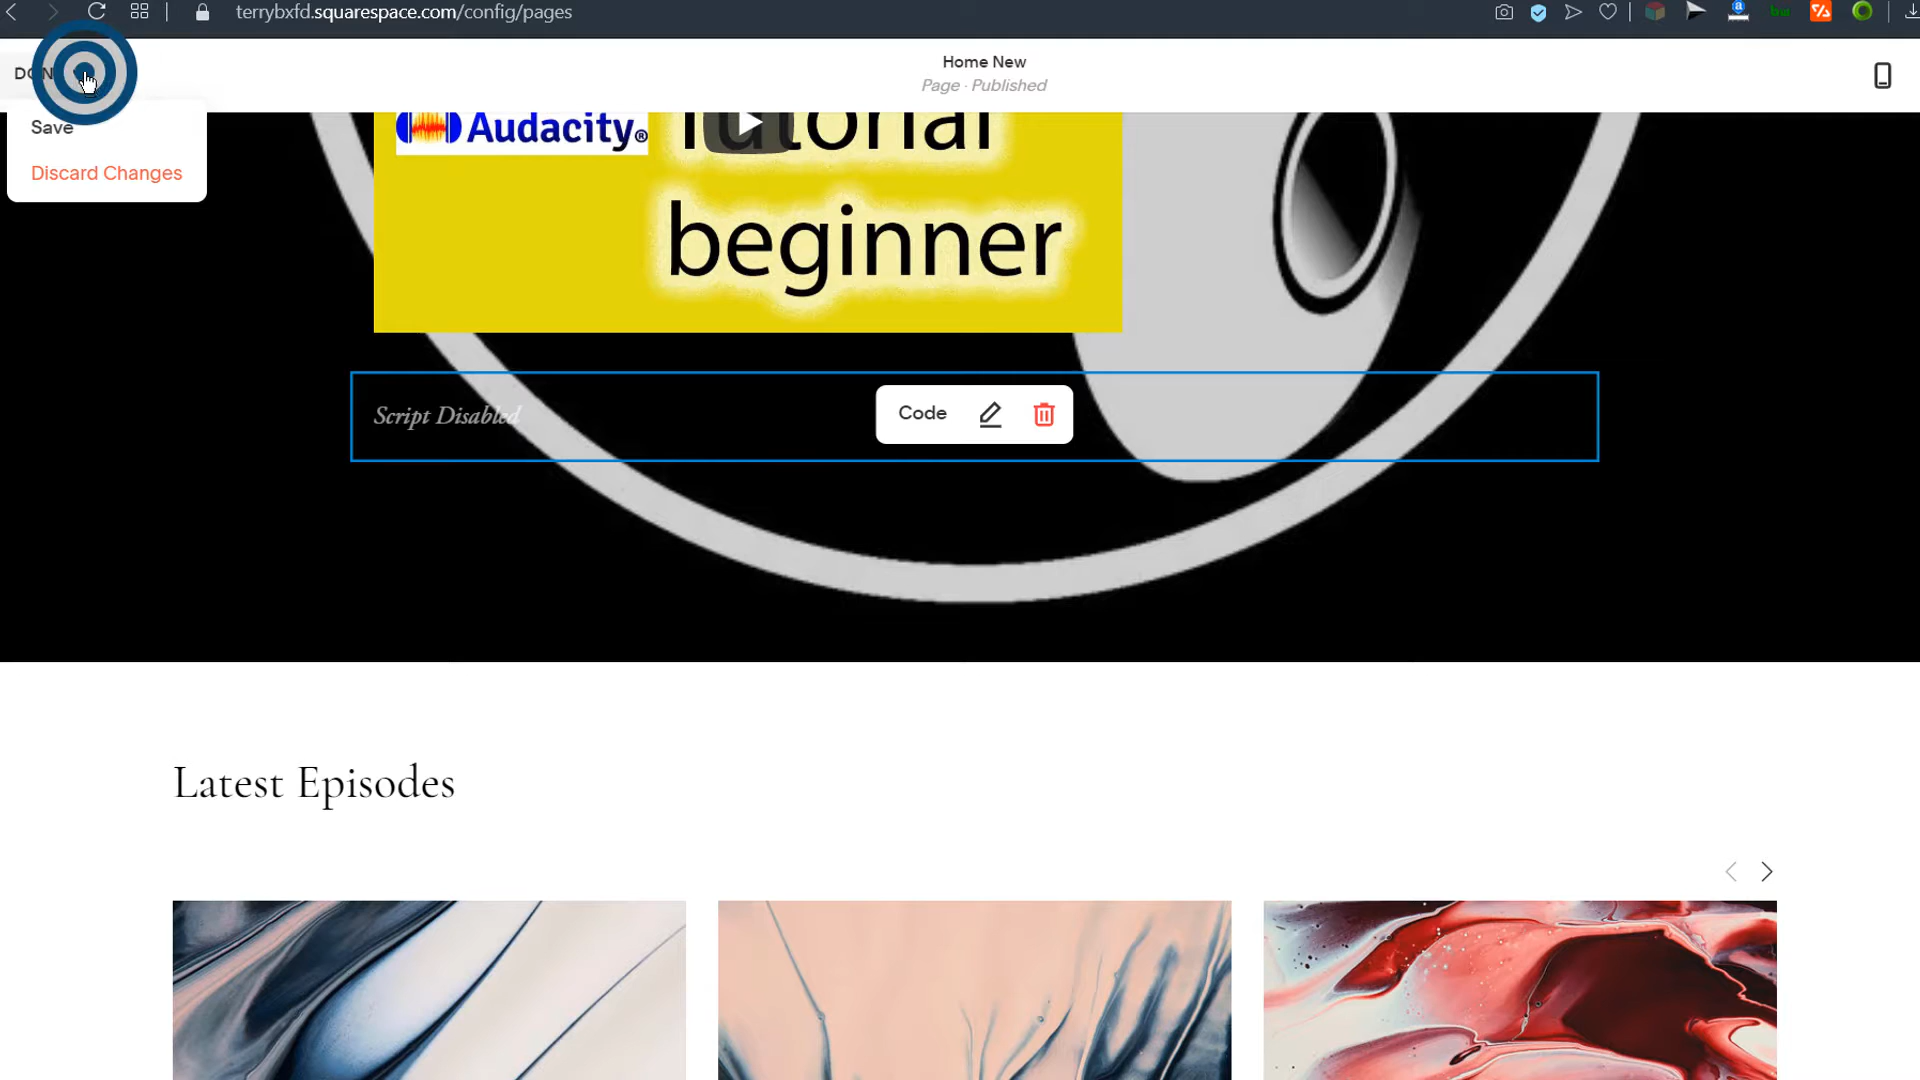 terrybxfd.squarespace.com/config/pages
Home New
Page · Published
Save
Discard Changes
Audacity®
Tutorial
beginner
Script Disabled
Code
Latest Episodes